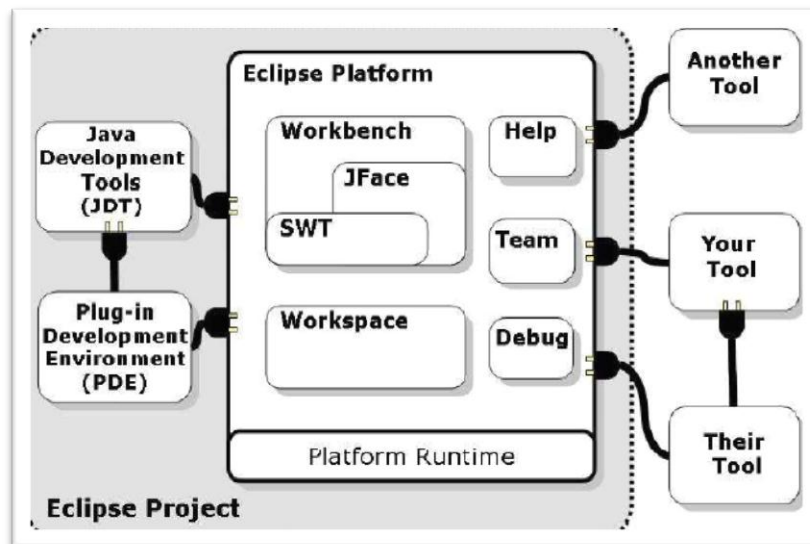 Eclipse Platform
Another
Tool
Workbench
Help
Java
Development
Tools
(JDT)
JFace
SWT
Team
Your
Tool
Plug-in
Development
Environment
(PDE)
Workspace
Debug
Their
Tool
Platform Runtime
Eclipse Project